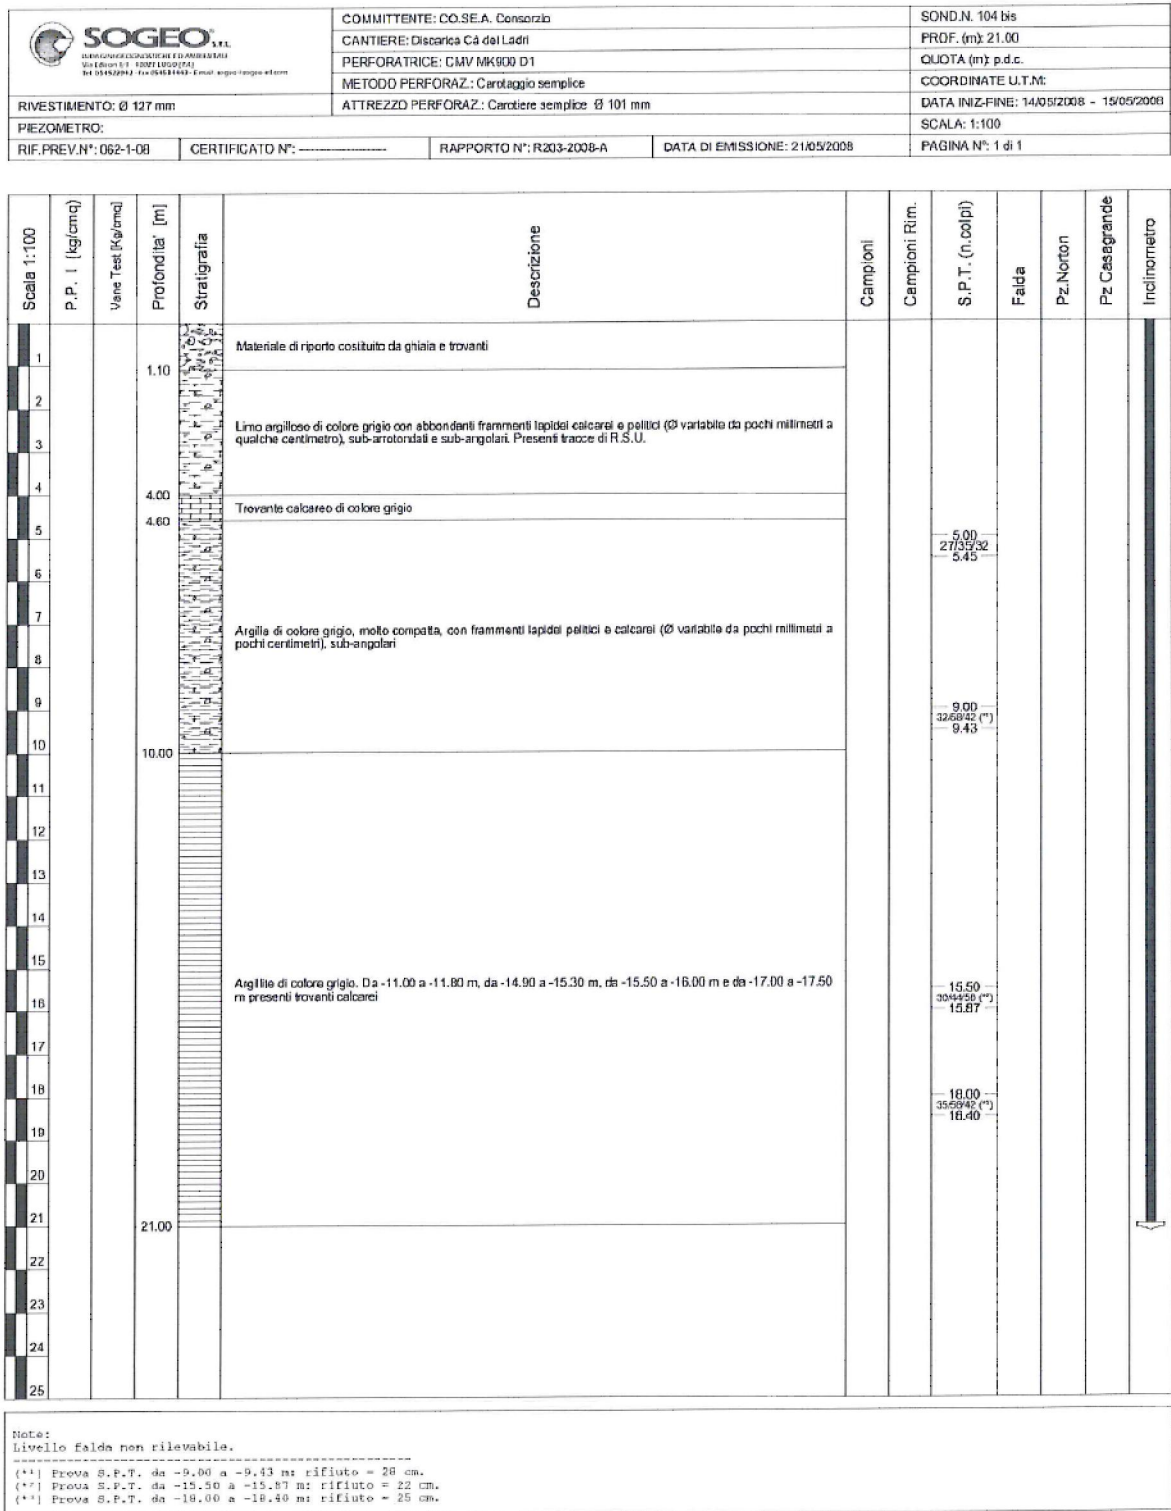 SOGEO S.R.L.
COMMITTENTE: CO.SE.A. Consorzio
SOND.N. 104 bis
CANTIERE: Discarica Cà dei Ladri
PROF. (m): 21.00
PERFORATRICE: CMV MK900 D1
QUOTA (m): p.d.c.
METODO PERFORAZ.: Carotaggio semplice
COORDINATE U.T.M:
RIVESTIMENTO: Ø 127 mm
ATTREZZO PERFORAZ.: Carotiere semplice Ø 101 mm
DATA INIZ-FINE: 14/05/2008 - 15/05/2008
PIEZOMETRO:
SCALA: 1:100
RIF.PREV.N°: 062-1-08
CERTIFICATO N°: ------------------
RAPPORTO N°: R203-2008-A
DATA DI EMISSIONE: 21/05/2008
PAGINA N°: 1 di 1
Scala 1:100
P.P. I [kg/cmq)
Vane Test [Kg/cmq]
Profondita' [m]
Stratigrafia
Descrizione
Campioni
Campioni Rim.
S.P.T. (n.colpi)
Falda
Pz.Norton
Pz Casagrande
Inclinometro
1
Materiale di riporto costituito da ghiaia e trovanti
1.10
2
Limo argilloso di colore grigio con abbondanti frammenti lapidei calcarei e pelitici (Ø variabile da pochi millimetri a
qualche centimetro), sub-arrotondati e sub-angolari. Presenti tracce di R.S.U.
3
4
4.00
Trovante calcareo di colore grigio
4.60
5
5.00
27/35/32
5.45
6
7
Argilla di colore grigio, molto compatta, con frammenti lapidei pelitici e calcarei (Ø variabile da pochi millimetri a
pochi centimetri), sub-angolari
8
9
9.00
32/58/42 (*¹)
9.43
10
10.00
11
12
13
14
15
Argillite di colore grigio. Da -11.00 a -11.80 m, da -14.90 a -15.30 m, da -15.50 a -16.00 m e da -17.00 a -17.50
m presenti trovanti calcarei
15.50
30/44/56 (*²)
15.87
16
17
18
18.00
35/58/42 (*³)
18.40
19
20
21
21.00
22
23
24
25
Note:
Livello falda non rilevabile.
(*¹] Prova S.P.T. da -9.00 a -9.43 m: rifiuto = 28 cm.
(*²] Prova S.P.T. da -15.50 a -15.87 m: rifiuto = 22 cm.
(*³] Prova S.P.T. da -18.00 a -18.40 m: rifiuto = 25 cm.